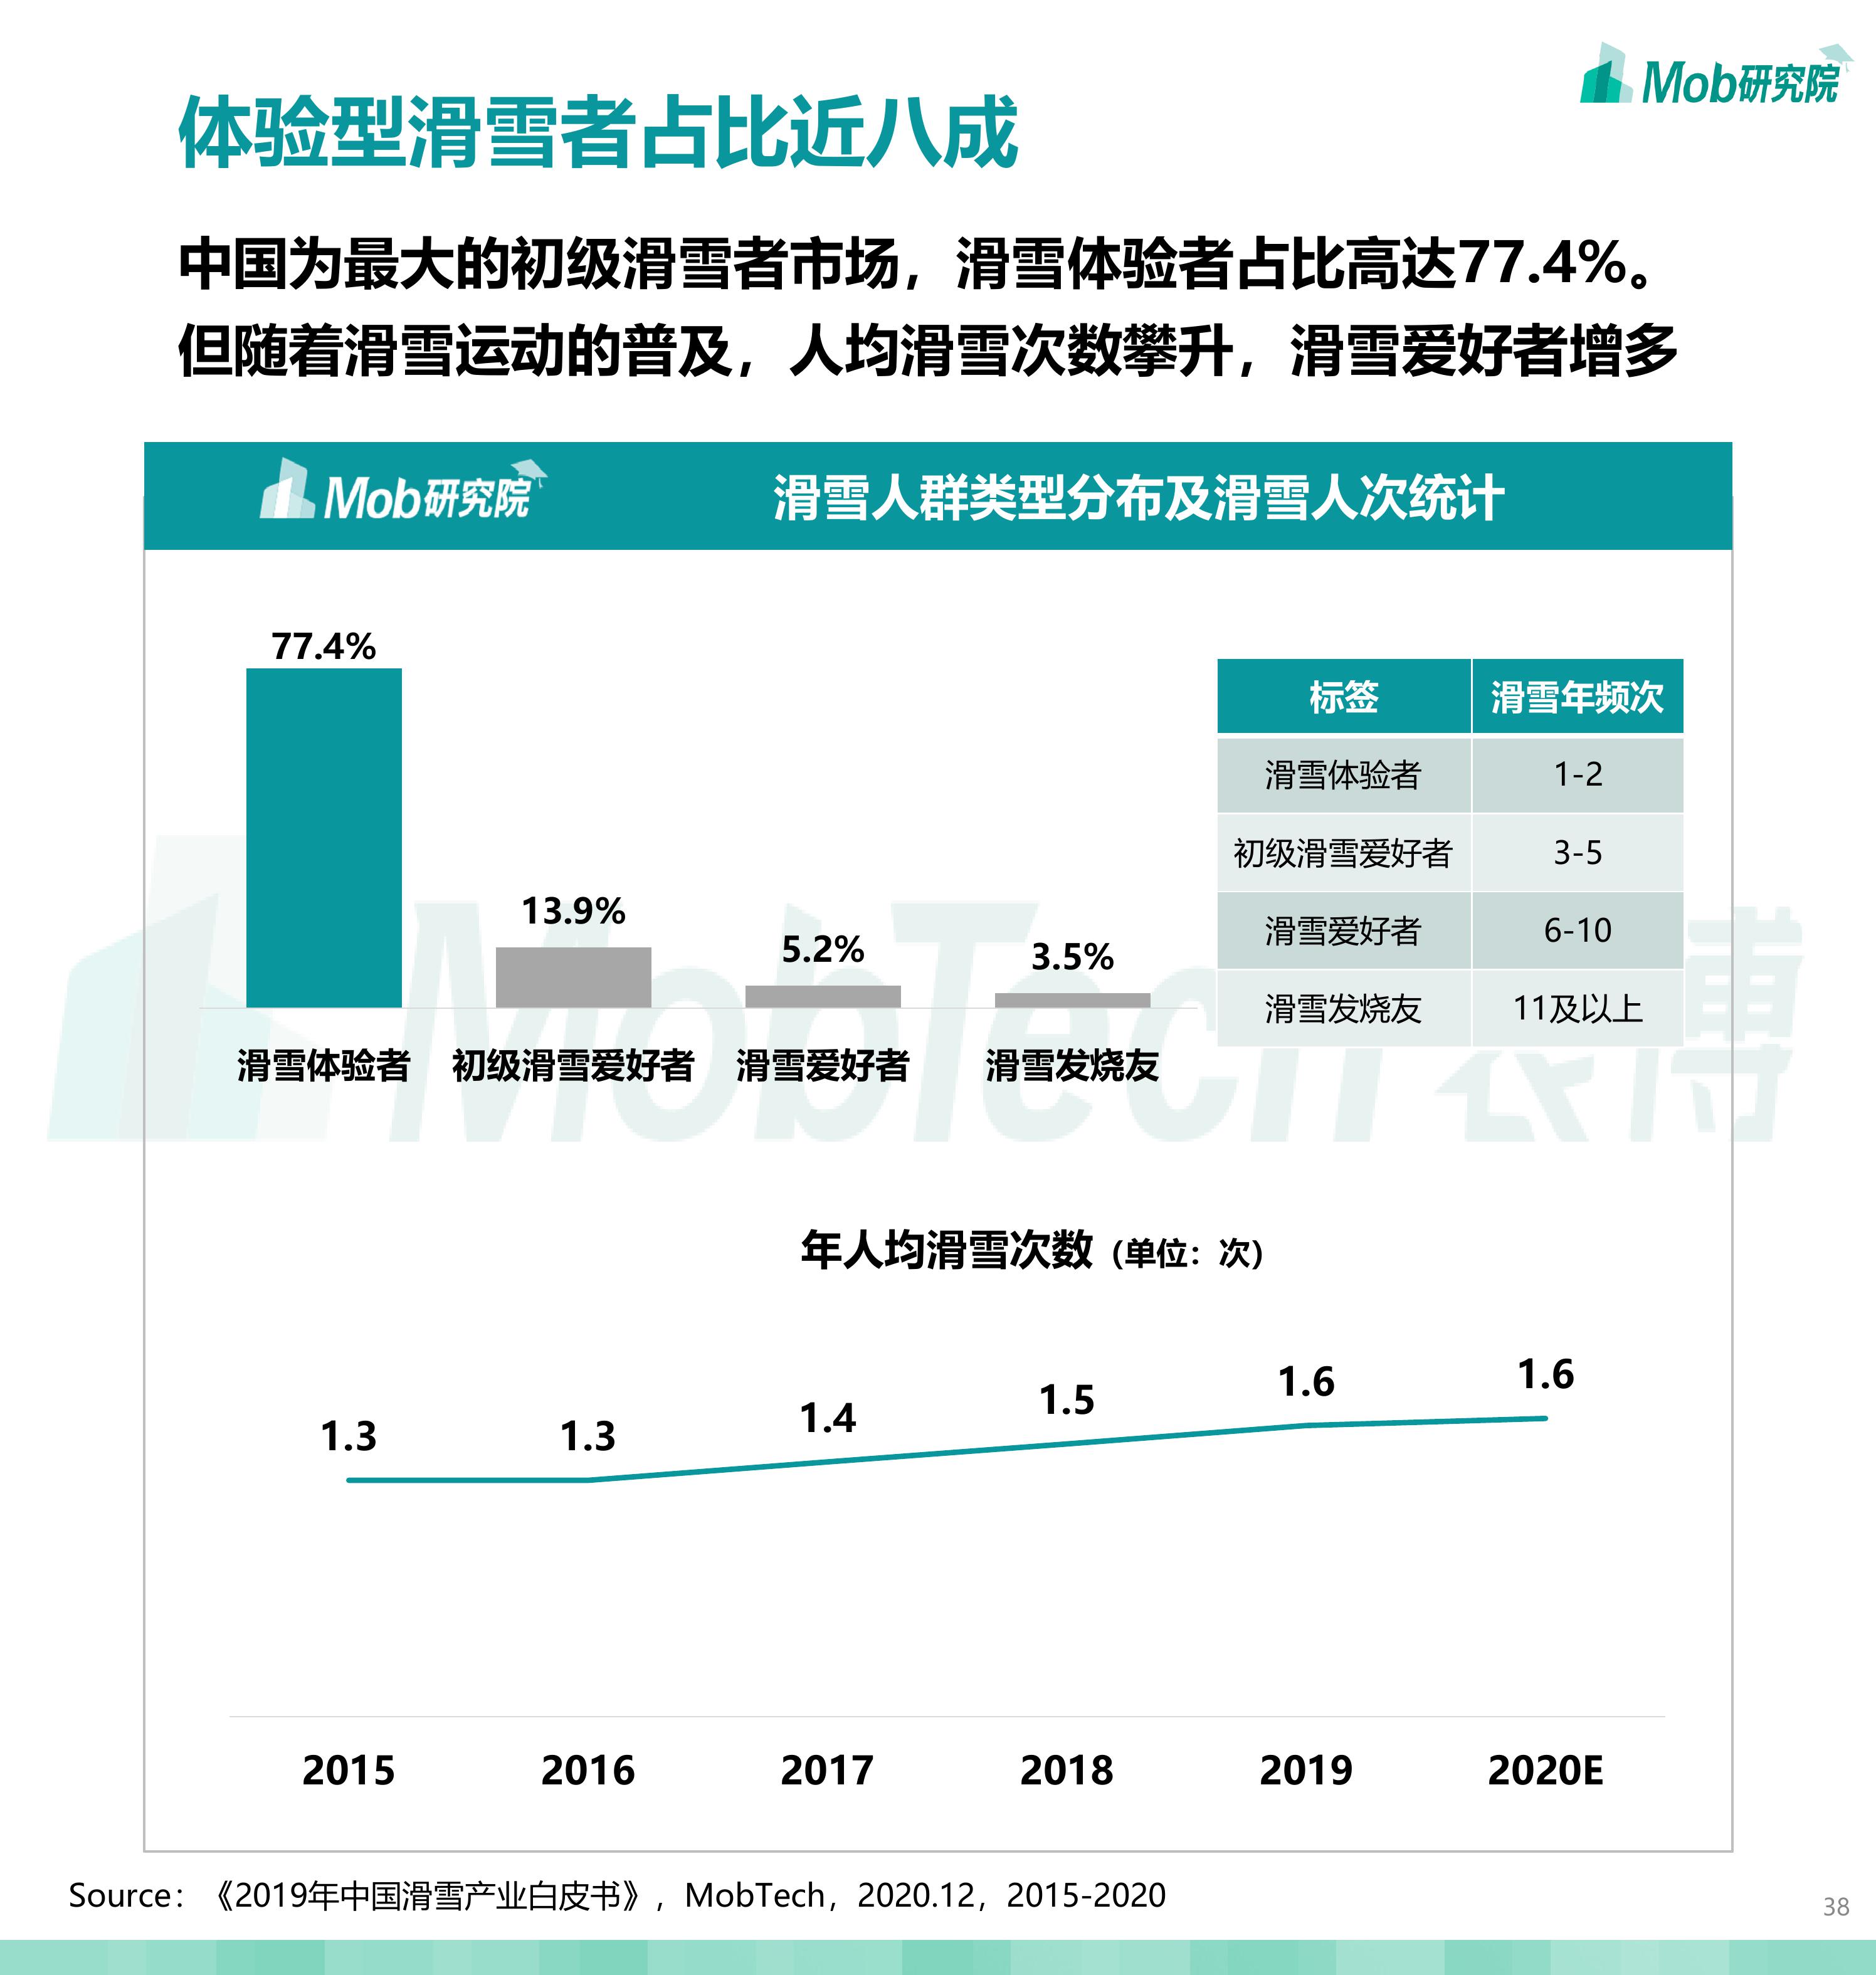 Mob研究院
体验型滑雪者占比近八成
中国为最大的初级滑雪者市场，滑雪体验者占比高达77.4%。
但随着滑雪运动的普及，人均滑雪次数攀升，滑雪爱好者增多
Mob研究院
滑雪人群类型分布及滑雪人次统计
77.4%
13.9%
5.2%
3.5%
滑雪体验者
初级滑雪爱好者
滑雪爱好者
滑雪发烧友
标签 滑雪年频次
滑雪体验者 1-2
初级滑雪爱好者 3-5
滑雪爱好者 6-10
滑雪发烧友 11及以上
MobTech 袤博
年人均滑雪次数（单位：次）
1.3 1.3 1.4 1.5 1.6 1.6
2015 2016 2017 2018 2019 2020E
Source：《2019年中国滑雪产业白皮书》，MobTech，2020.12，2015-2020
38